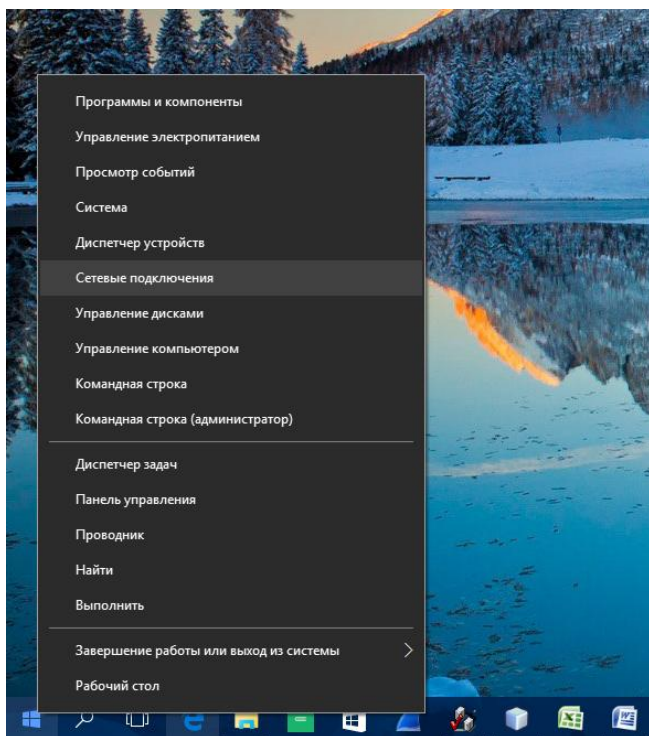 Программы и компоненты
Управление электропитанием
Просмотр событий
Система
Диспетчер устройств
Сетевые подключения
Управление дисками
Управление компьютером
Командная строка
Командная строка (администратор)
Диспетчер задач
Панель управления
Проводник
Найти
Выполнить
Завершение работы или выход из системы
Рабочий стол